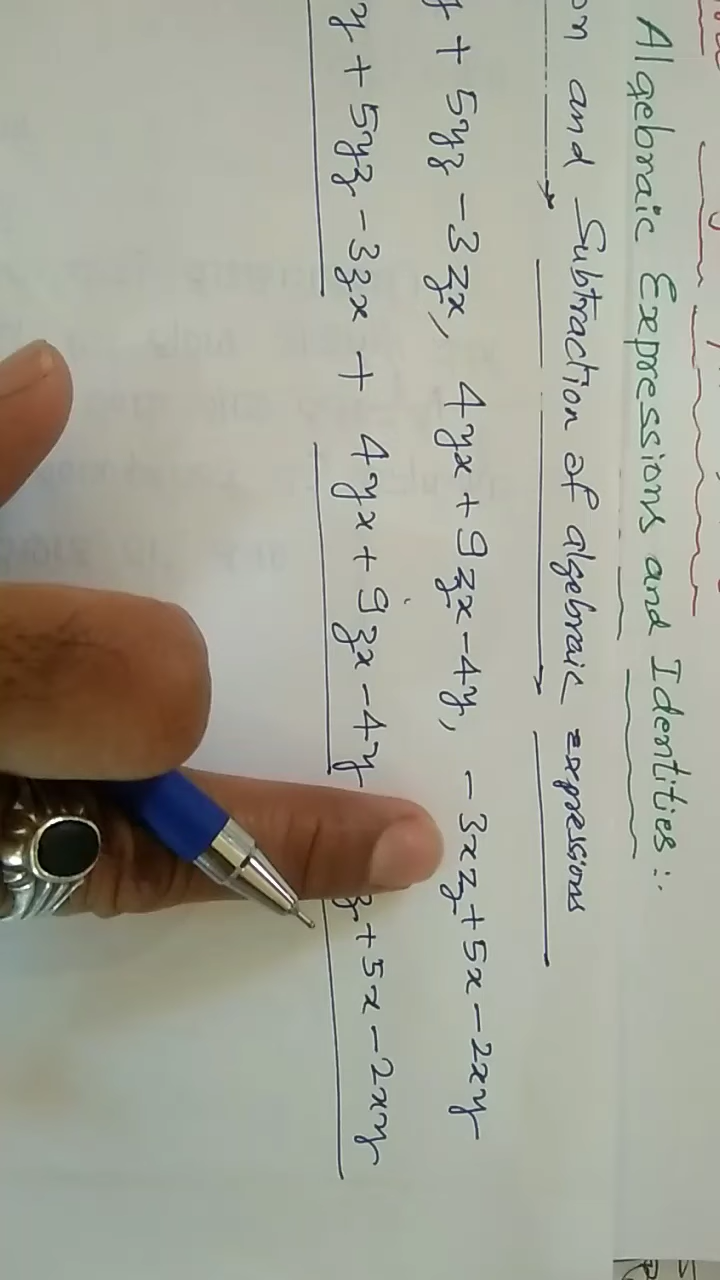 Algebraic Expressions and Identities :-
on and Subtraction of algebraic expressions
y + 5yz - 3zx, 4yx + 9zx - 4y, - 3xz + 5x - 2xy
y + 5yz - 3zx + 4yx + 9zx - 4y z + 5x - 2xy